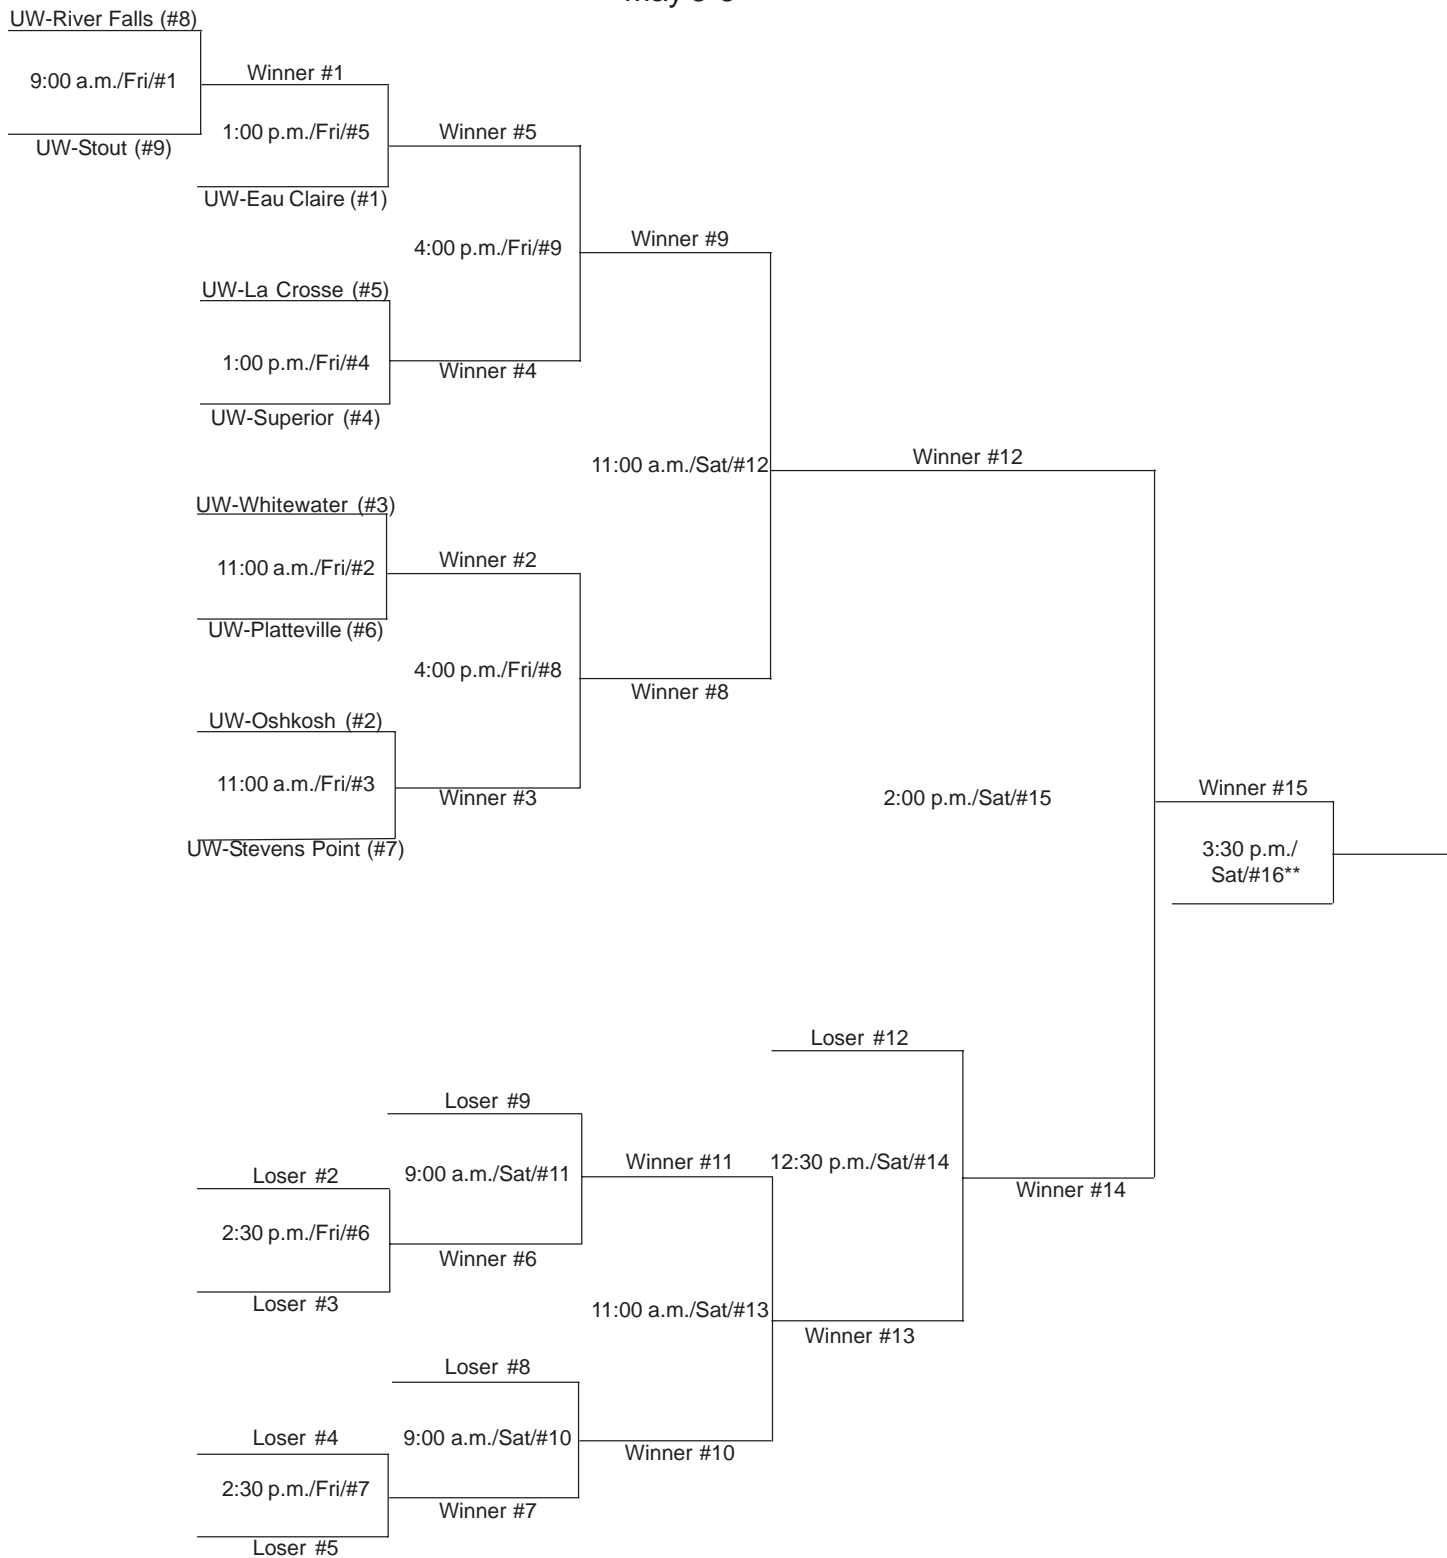 UW-River Falls (#8)
9:00 a.m./Fri/#1
Winner #1
1:00 p.m./Fri/#5
Winner #5
UW-Stout (#9)
UW-Eau Claire (#1)
4:00 p.m./Fri/#9
Winner #9
UW-La Crosse (#5)
1:00 p.m./Fri/#4
Winner #4
UW-Superior (#4)
11:00 a.m./Sat/#12
Winner #12
UW-Whitewater (#3)
11:00 a.m./Fri/#2
Winner #2
UW-Platteville (#6)
4:00 p.m./Fri/#8
Winner #8
UW-Oshkosh (#2)
11:00 a.m./Fri/#3
Winner #3
UW-Stevens Point (#7)
2:00 p.m./Sat/#15
Winner #15
3:30 p.m./
Sat/#16**
Loser #12
Loser #9
9:00 a.m./Sat/#11
Winner #11
12:30 p.m./Sat/#14
Winner #14
Loser #2
2:30 p.m./Fri/#6
Winner #6
Loser #3
11:00 a.m./Sat/#13
Winner #13
Loser #8
9:00 a.m./Sat/#10
Winner #10
Loser #4
2:30 p.m./Fri/#7
Winner #7
Loser #5